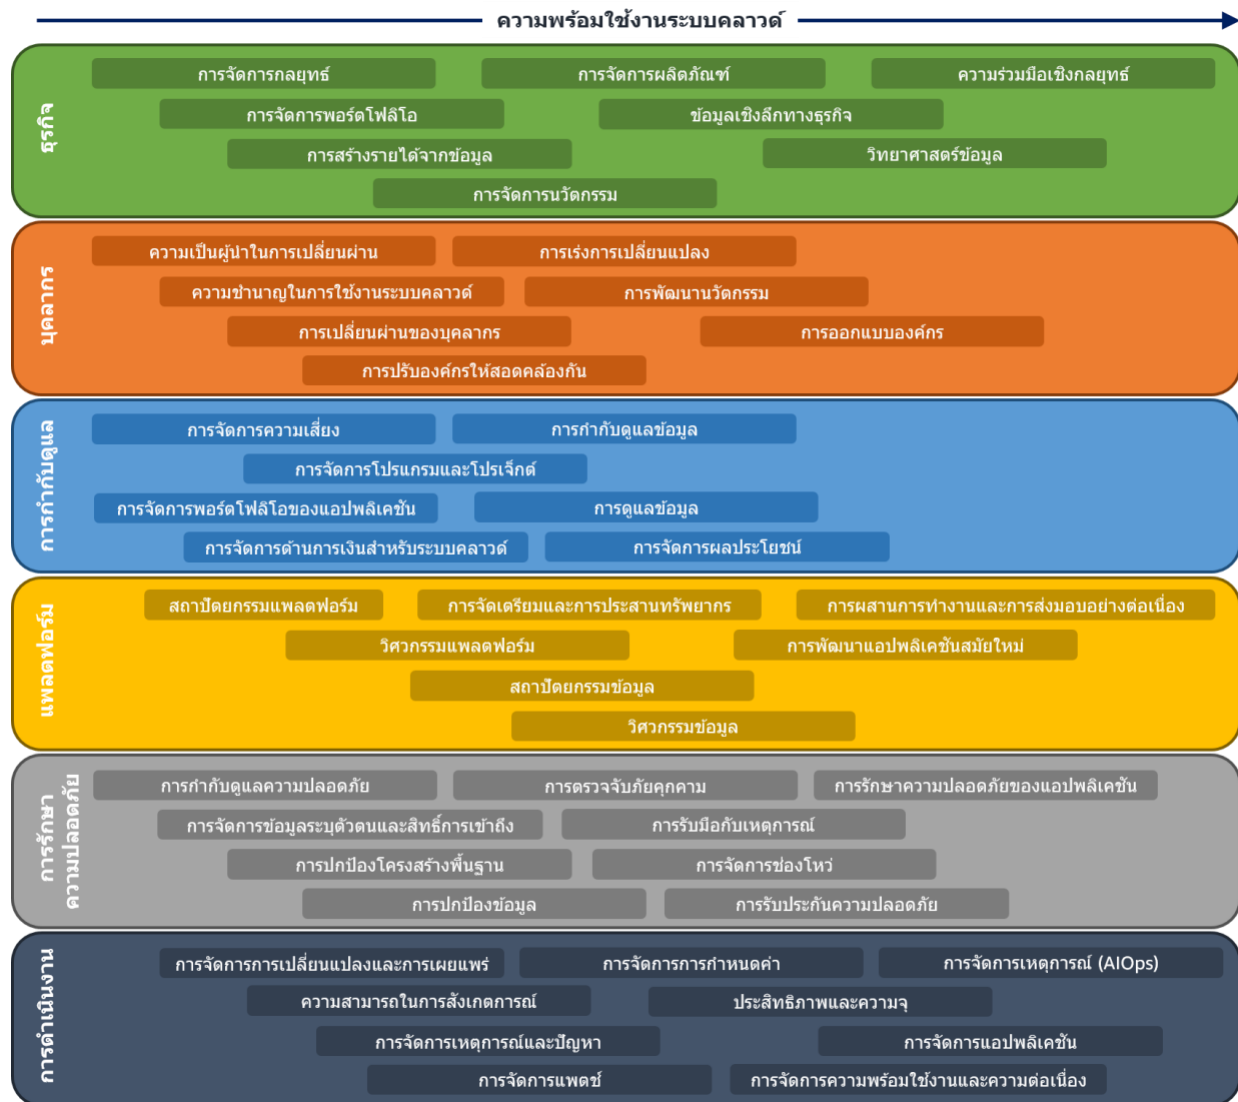 ความพร้อมใช้งานระบบคลาวด์
ธุรกิจ
การจัดการกลยุทธ์
การจัดการผลิตภัณฑ์
ความร่วมมือเชิงกลยุทธ์
การจัดการพอร์ตโฟลิโอ
ข้อมูลเชิงลึกทางธุรกิจ
การสร้างรายได้จากข้อมูล
วิทยาศาสตร์ข้อมูล
การจัดการนวัตกรรม
บุคลากร
ความเป็นผู้นำในการเปลี่ยนผ่าน
การเร่งการเปลี่ยนแปลง
ความชำนาญในการใช้งานระบบคลาวด์
การพัฒนานวัตกรรม
การเปลี่ยนผ่านของบุคลากร
การออกแบบองค์กร
การปรับองค์กรให้สอดคล้องกัน
การกำกับดูแล
การจัดการความเสี่ยง
การกำกับดูแลข้อมูล
การจัดการโปรแกรมและโปรเจ็กต์
การจัดการพอร์ตโฟลิโอของแอปพลิเคชัน
การดูแลข้อมูล
การจัดการด้านการเงินสำหรับระบบคลาวด์
การจัดการผลประโยชน์
แพลตฟอร์ม
สถาปัตยกรรมแพลตฟอร์ม
การจัดเตรียมและการประสานทรัพยากร
การผสานการทำงานและการส่งมอบอย่างต่อเนื่อง
วิศวกรรมแพลตฟอร์ม
การพัฒนาแอปพลิเคชันสมัยใหม่
สถาปัตยกรรมข้อมูล
วิศวกรรมข้อมูล
การรักษา
ความปลอดภัย
การกำกับดูแลความปลอดภัย
การตรวจจับภัยคุกคาม
การรักษาความปลอดภัยของแอปพลิเคชัน
การจัดการข้อมูลระบุตัวตนและสิทธิ์การเข้าถึง
การรับมือกับเหตุการณ์
การปกป้องโครงสร้างพื้นฐาน
การจัดการช่องโหว่
การปกป้องข้อมูล
การรับประกันความปลอดภัย
การดำเนินงาน
การจัดการการเปลี่ยนแปลงและการเผยแพร่
การจัดการการกำหนดค่า
การจัดการเหตุการณ์ (AIOps)
ความสามารถในการสังเกตการณ์
ประสิทธิภาพและความจุ
การจัดการเหตุการณ์และปัญหา
การจัดการแอปพลิเคชัน
การจัดการแพตช์
การจัดการความพร้อมใช้งานและความต่อเนื่อง